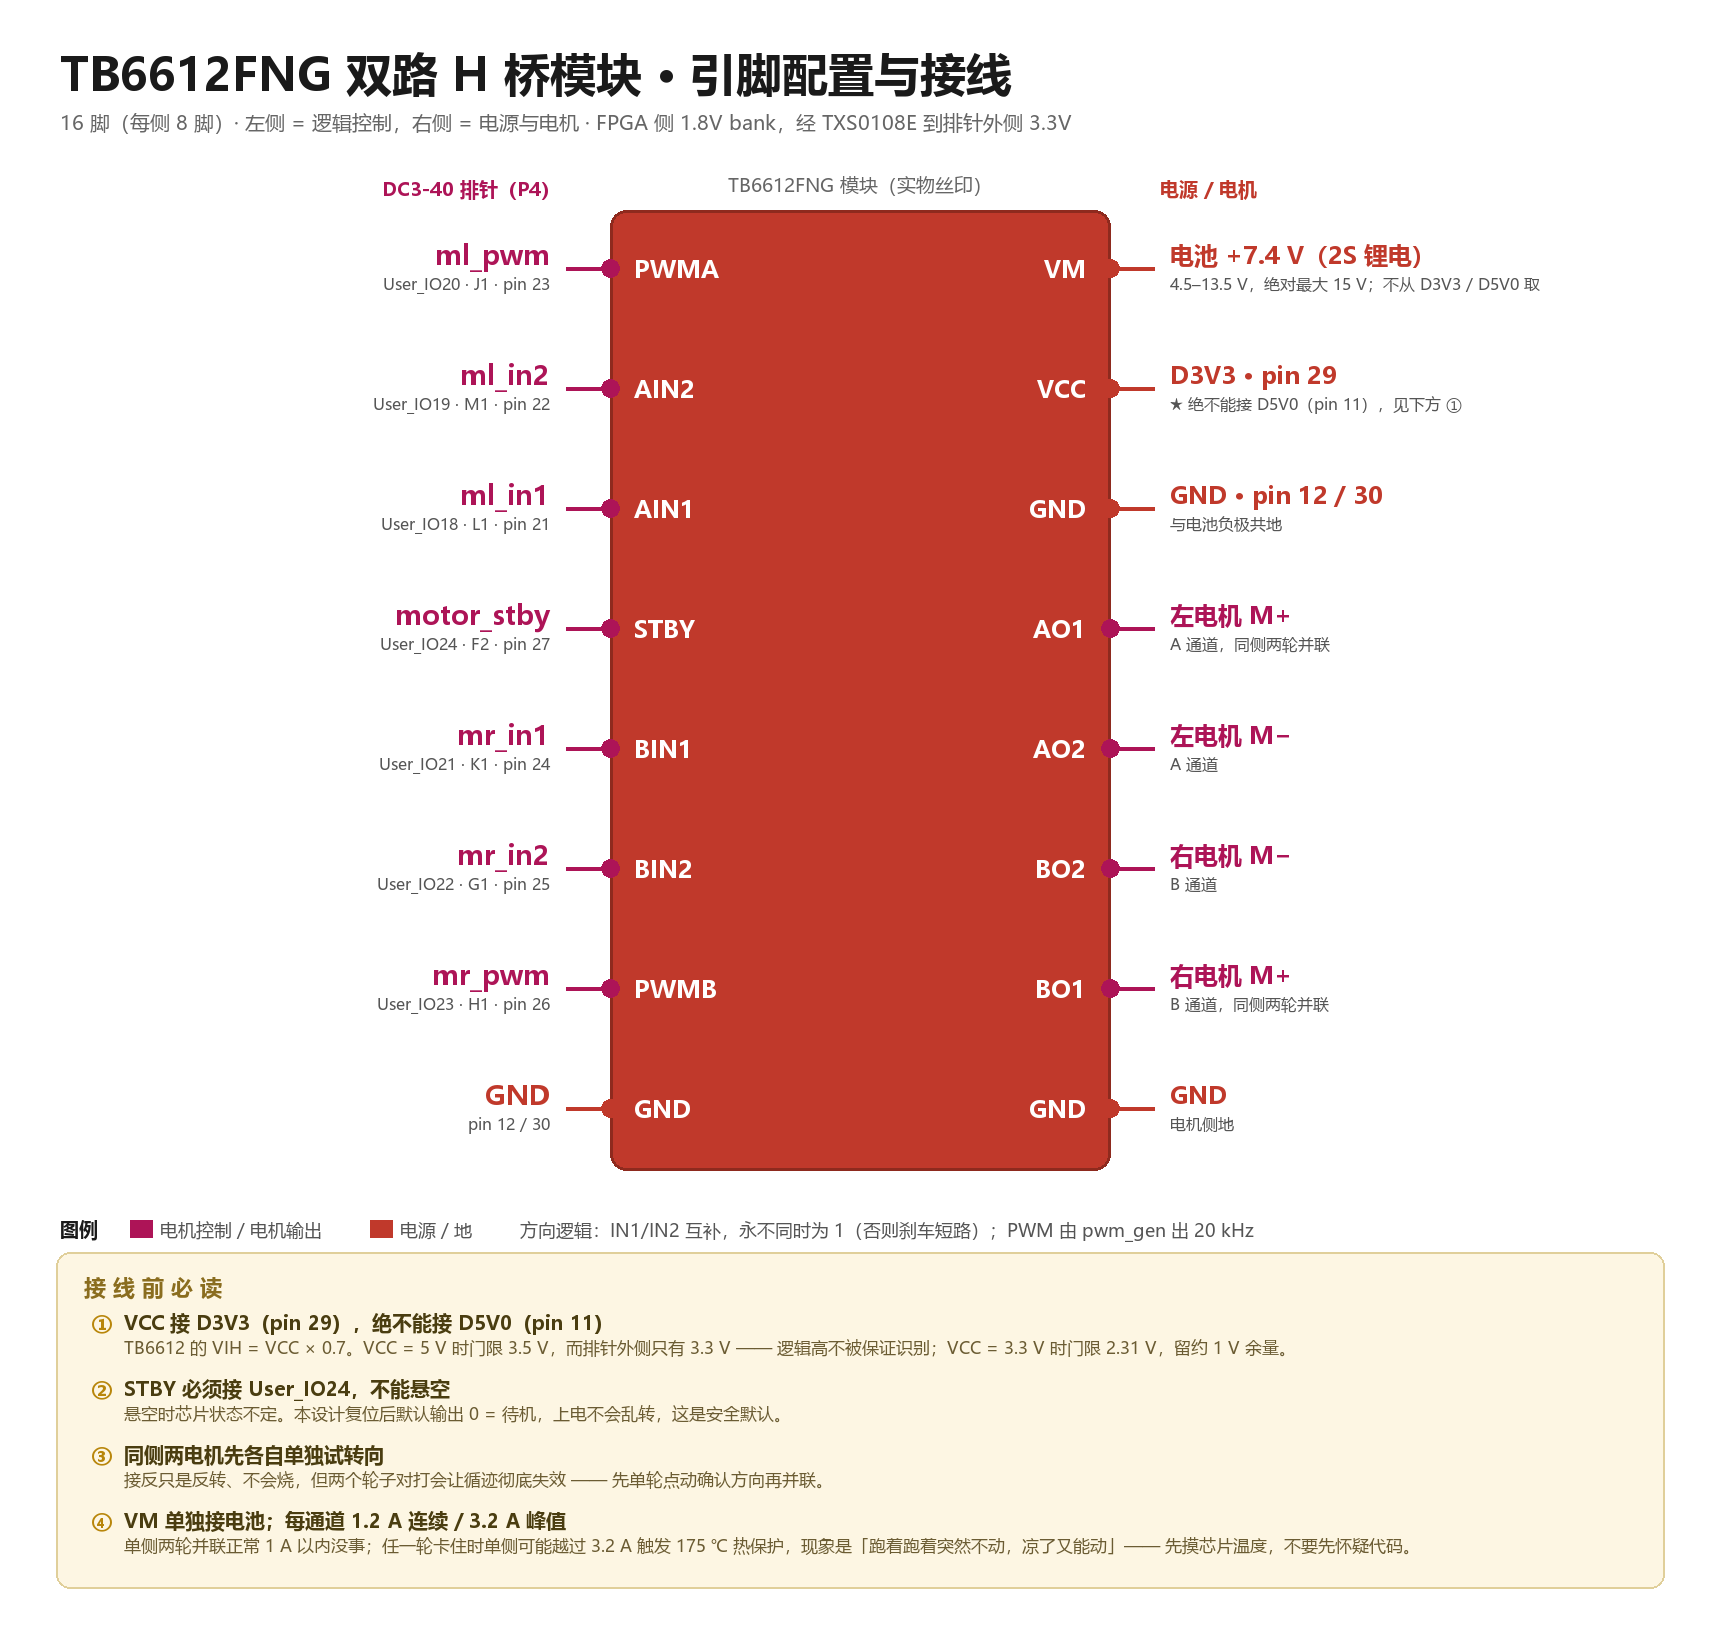 TB6612FNG 双路 H 桥模块 • 引脚配置与接线
16 脚（每侧 8 脚）· 左侧 = 逻辑控制，右侧 = 电源与电机 · FPGA 侧 1.8V bank，经 TXS0108E 到排针外侧 3.3V
DC3-40 排针（P4）
TB6612FNG 模块（实物丝印）
电源 / 电机
ml_pwm
User_IO20 · J1 · pin 23
PWMA
VM
电池 +7.4 V（2S 锂电）
4.5–13.5 V，绝对最大 15 V；不从 D3V3 / D5V0 取
ml_in2
User_IO19 · M1 · pin 22
AIN2
VCC
D3V3 • pin 29
★ 绝不能接 D5V0（pin 11），见下方 ①
ml_in1
User_IO18 · L1 · pin 21
AIN1
GND
GND • pin 12 / 30
与电池负极共地
motor_stby
User_IO24 · F2 · pin 27
STBY
AO1
左电机 M+
A 通道，同侧两轮并联
mr_in1
User_IO21 · K1 · pin 24
BIN1
AO2
左电机 M−
A 通道
mr_in2
User_IO22 · G1 · pin 25
BIN2
BO2
右电机 M−
B 通道
mr_pwm
User_IO23 · H1 · pin 26
PWMB
BO1
右电机 M+
B 通道，同侧两轮并联
GND
pin 12 / 30
GND
GND
GND
电机侧地
图例 电机控制 / 电机输出 电源 / 地 方向逻辑：IN1/IN2 互补，永不同时为 1（否则刹车短路）；PWM 由 pwm_gen 出 20 kHz
接线前必读
① VCC 接 D3V3（pin 29），绝不能接 D5V0（pin 11）
TB6612 的 VIH = VCC × 0.7。VCC = 5 V 时门限 3.5 V，而排针外侧只有 3.3 V —— 逻辑高不被保证识别；VCC = 3.3 V 时门限 2.31 V，留约 1 V 余量。
② STBY 必须接 User_IO24，不能悬空
悬空时芯片状态不定。本设计复位后默认输出 0 = 待机，上电不会乱转，这是安全默认。
③ 同侧两电机先各自单独试转向
接反只是反转、不会烧，但两个轮子对打会让循迹彻底失效 —— 先单轮点动确认方向再并联。
④ VM 单独接电池；每通道 1.2 A 连续 / 3.2 A 峰值
单侧两轮并联正常 1 A 以内没事；任一轮卡住时单侧可能越过 3.2 A 触发 175 ℃ 热保护，现象是「跑着跑着突然不动，凉了又能动」—— 先摸芯片温度，不要先怀疑代码。